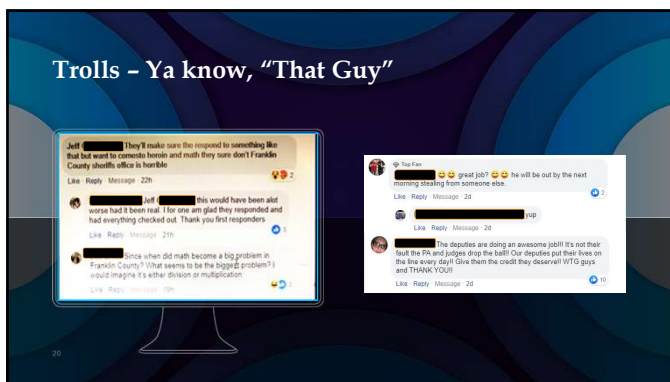 Trolls – Ya know, “That Guy”
Jeff ( They'll make sure the respond to something like
that but want to comesto heroin and math they sure don't Franklin
County sheriffs office is horrible
2
Like Reply Message 22h
Jeff ( this would have been alot
worse had it been real. I for one am glad they responded and
had everything checked out. Thank you first responders
3
Like Reply Message 21h
Since when did math become a big problem in
Franklin County? What seems to be the biggest problem? I
would imagine it's either division or multiplication
Like Reply Message 19h
Top Fan
great job? he will be out by the next
morning stealing from someone else.
2
Like Reply Message 2d
yup
Like Reply Message 2d
The deputies are doing an awesome job!!! It's not their
fault the PA and judges drop the ball!! Our deputies put their lives on
the line every day!! Give them the credit they deserve!! WTG guys
and THANK YOU!!
10
Like Reply Message 2d
20